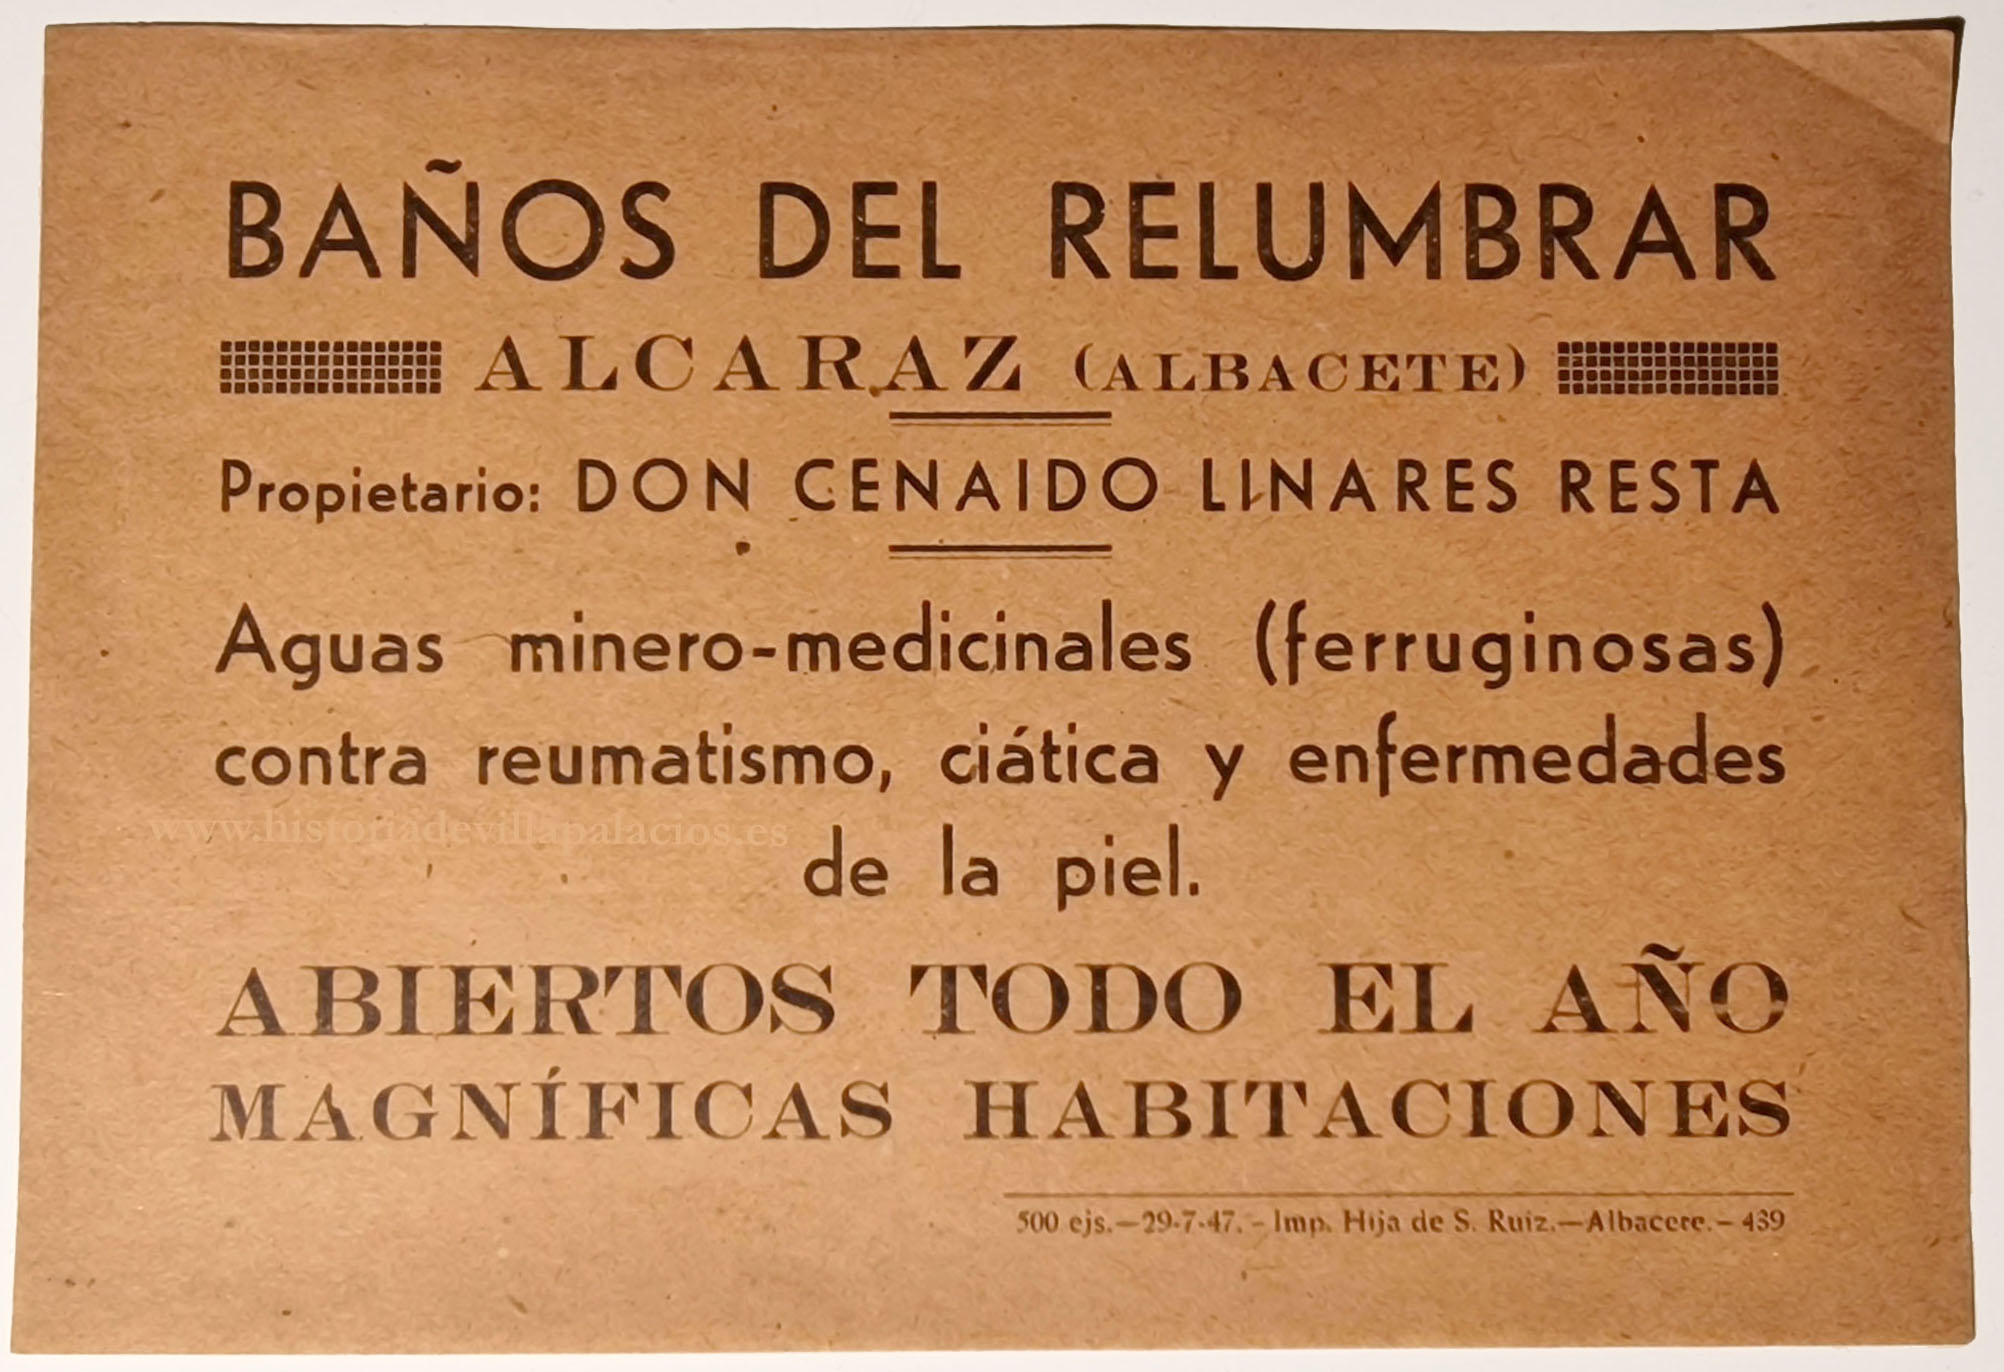 BAÑOS DEL RELUMBRAR
ALCARAZ (ALBACETE)
Propietario: DON CENAIDO LINARES RESTA
Aguas minero-medicinales (ferruginosas)
contra reumatismo, ciática y enfermedades
www.historiadevillapalacios.es
de la piel.
ABIERTOS TODO EL AÑO
MAGNÍFICAS HABITACIONES
500 ejs.—29-7-47.- Imp. Hija de S. Ruiz.—Albacete.- 439